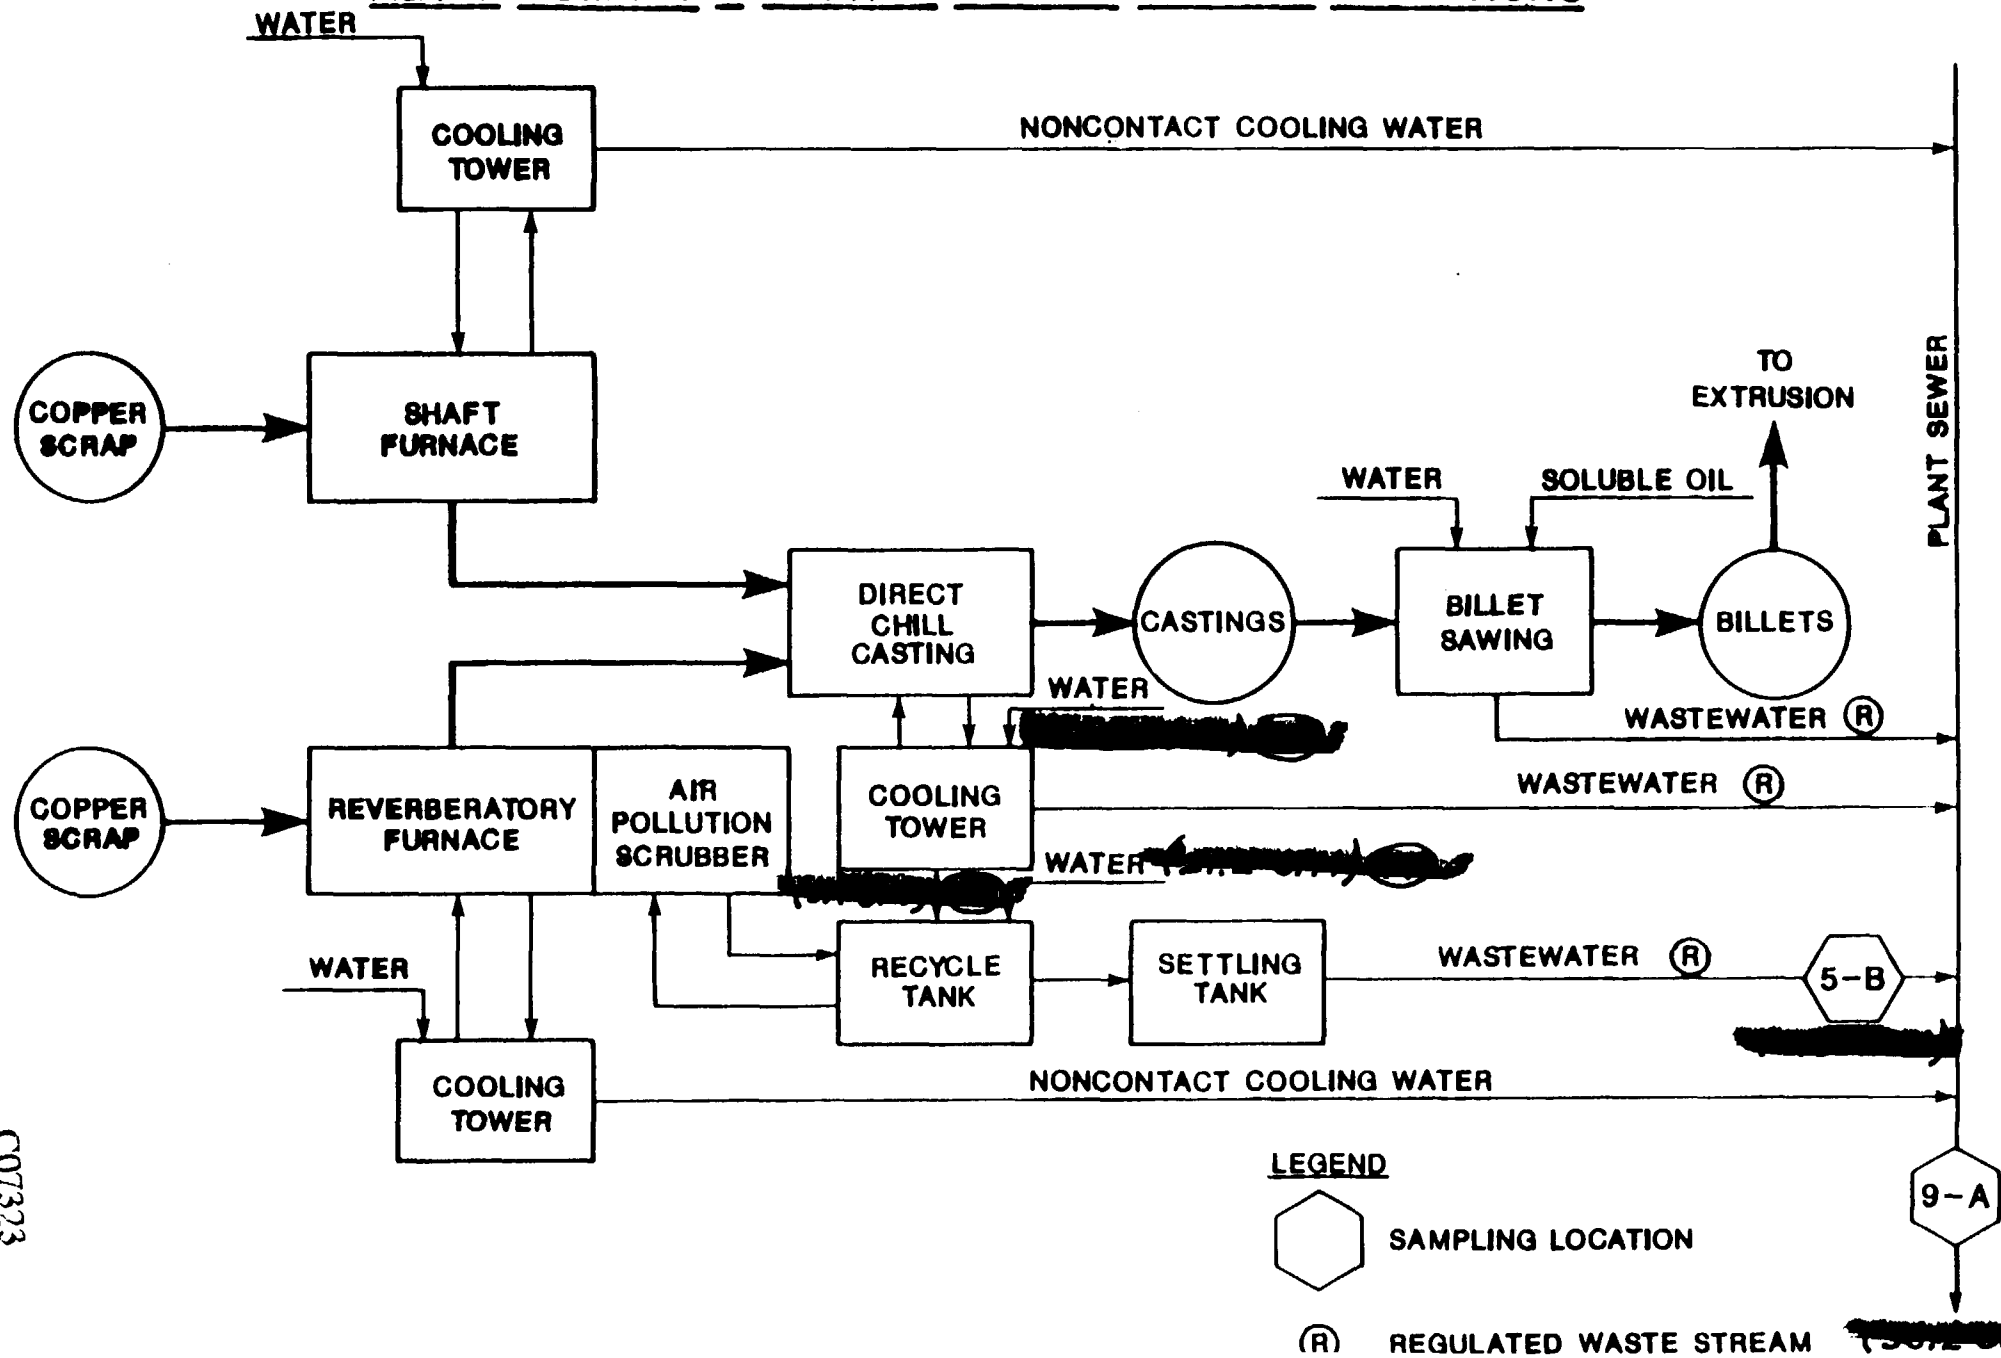 WATER
COOLING
TOWER
NONCONTACT COOLING WATER
PLANT SEWER
COPPER
SCRAP
SHAFT
FURNACE
TO
EXTRUSION
WATER
SOLUBLE OIL
DIRECT
CHILL
CASTING
CASTINGS
BILLET
SAWING
BILLETS
WATER
WASTEWATER R
COPPER
SCRAP
REVERBERATORY
FURNACE
AIR
POLLUTION
SCRUBBER
COOLING
TOWER
WASTEWATER R
WATER
RECYCLE
TANK
SETTLING
TANK
WASTEWATER R
5-B
WATER
COOLING
TOWER
NONCONTACT COOLING WATER
9-A
LEGEND
SAMPLING LOCATION
R REGULATED WASTE STREAM
C07323